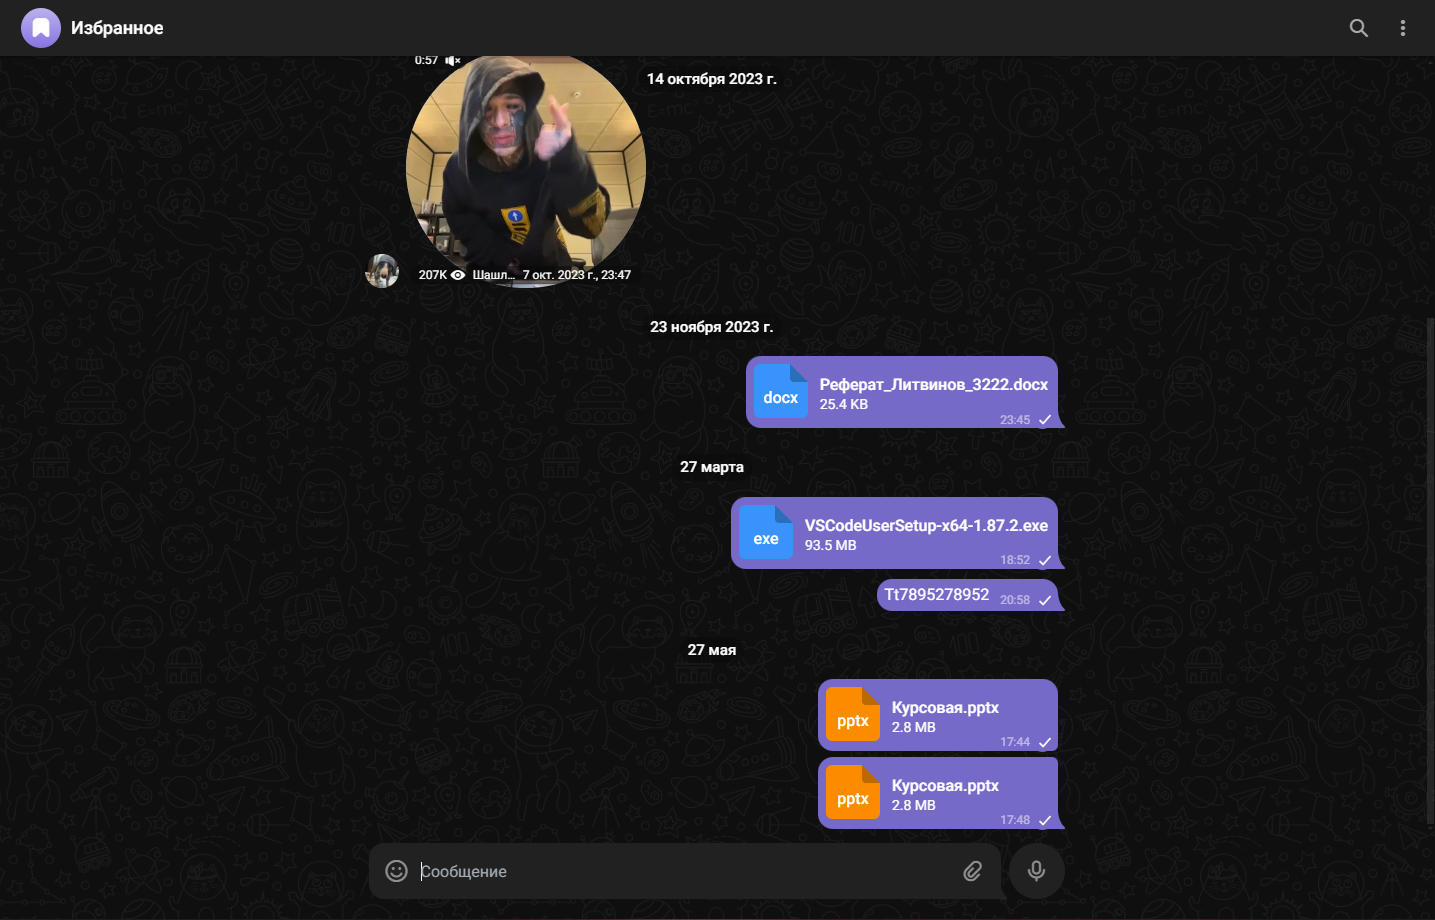 Избранное
0:57
14 октября 2023 г.
207K Шашл... 7 окт. 2023 г., 23:47
23 ноября 2023 г.
docx
Реферат_Литвинов_3222.docx
25.4 KB
23:45
27 марта
exe
VSCodeUserSetup-x64-1.87.2.exe
93.5 MB
18:52
Tt7895278952 20:58
27 мая
pptx
Курсовая.pptx
2.8 MB
17:44
pptx
Курсовая.pptx
2.8 MB
17:48
Сообщение